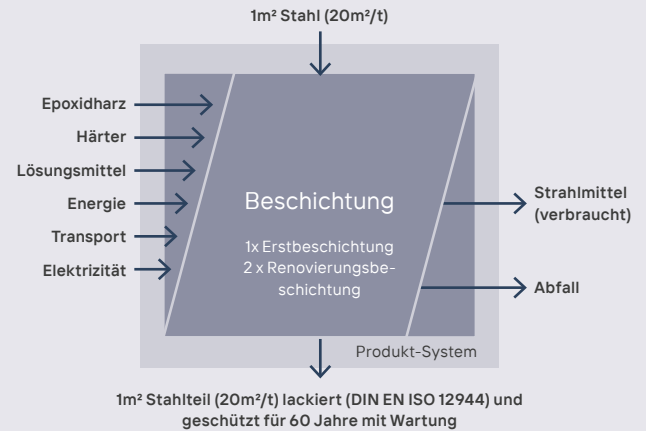 1m² Stahl (20m²/t)
Epoxidharz
Härter
Lösungsmittel
Energie
Transport
Elektrizität
Beschichtung
1x Erstbeschichtung
2 x Renovierungsbe-
schichtung
Strahlmittel
(verbraucht)
Abfall
Produkt-System
1m² Stahlteil (20m²/t) lackiert (DIN EN ISO 12944) und
geschützt für 60 Jahre mit Wartung